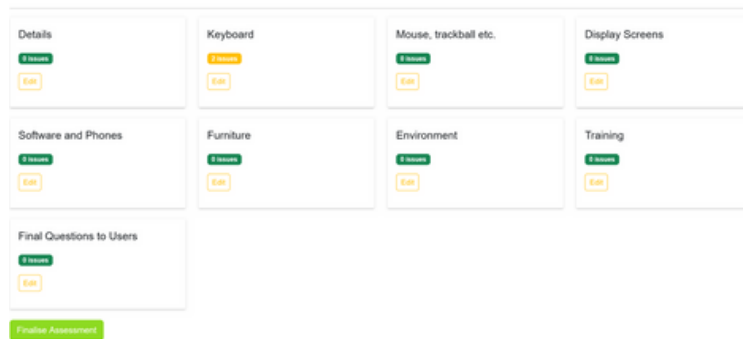 Details
0 Issues
Edit
Keyboard
2 Issues
Edit
Mouse, trackball etc.
0 Issues
Edit
Display Screens
0 Issues
Edit
Software and Phones
0 Issues
Edit
Furniture
0 Issues
Edit
Environment
0 Issues
Edit
Training
0 Issues
Edit
Final Questions to Users
0 Issues
Edit
Finalise Assessment